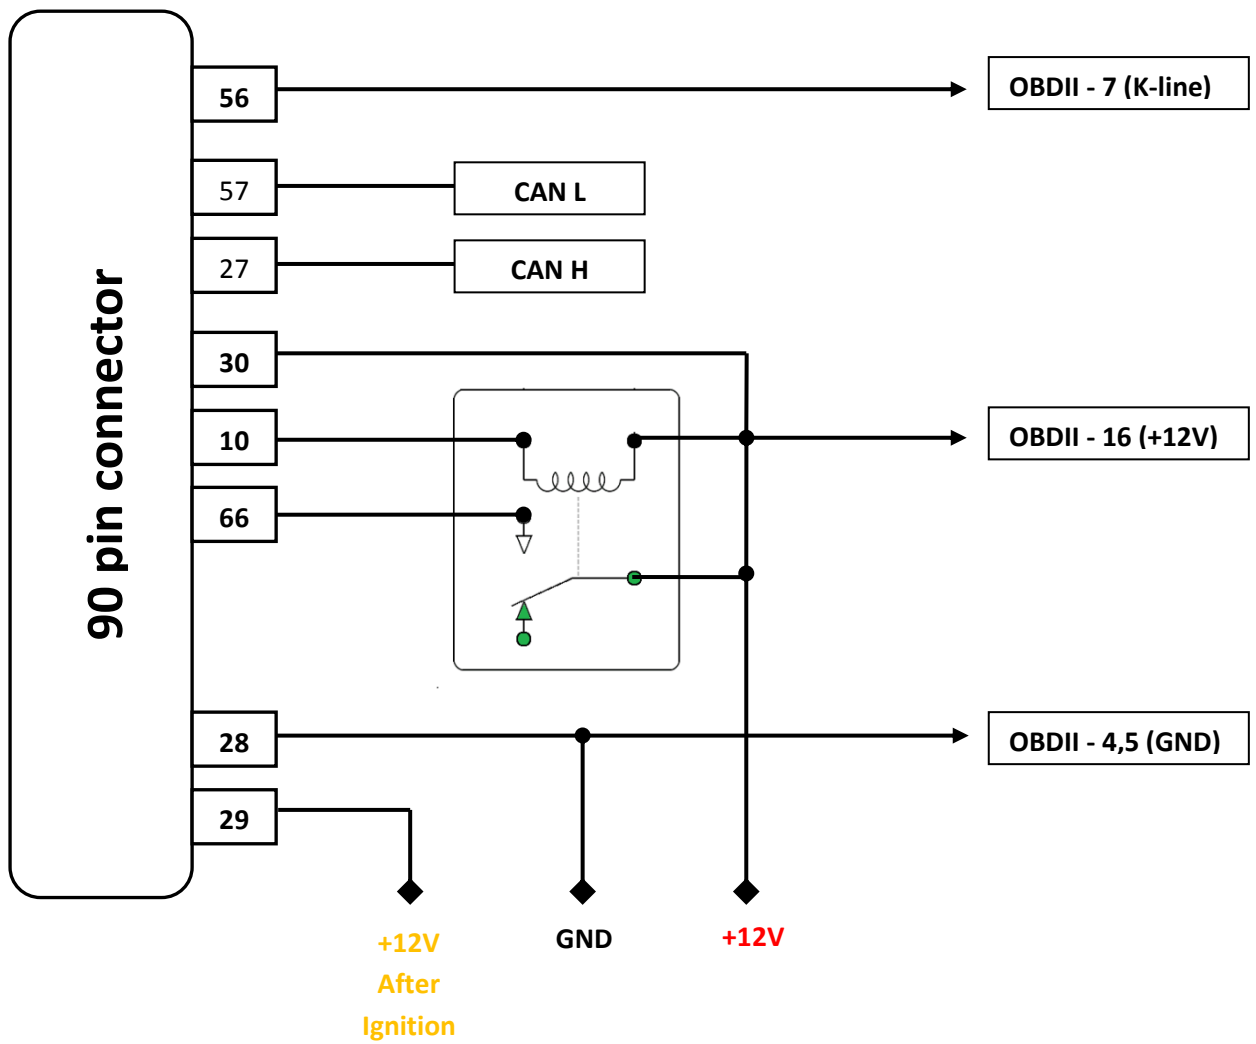 90 pin connector
56
OBDII - 7 (K-line)
57
CAN L
27
CAN H
30
10
OBDII - 16 (+12V)
66
28
OBDII - 4,5 (GND)
29
+12V
After
Ignition
GND
+12V